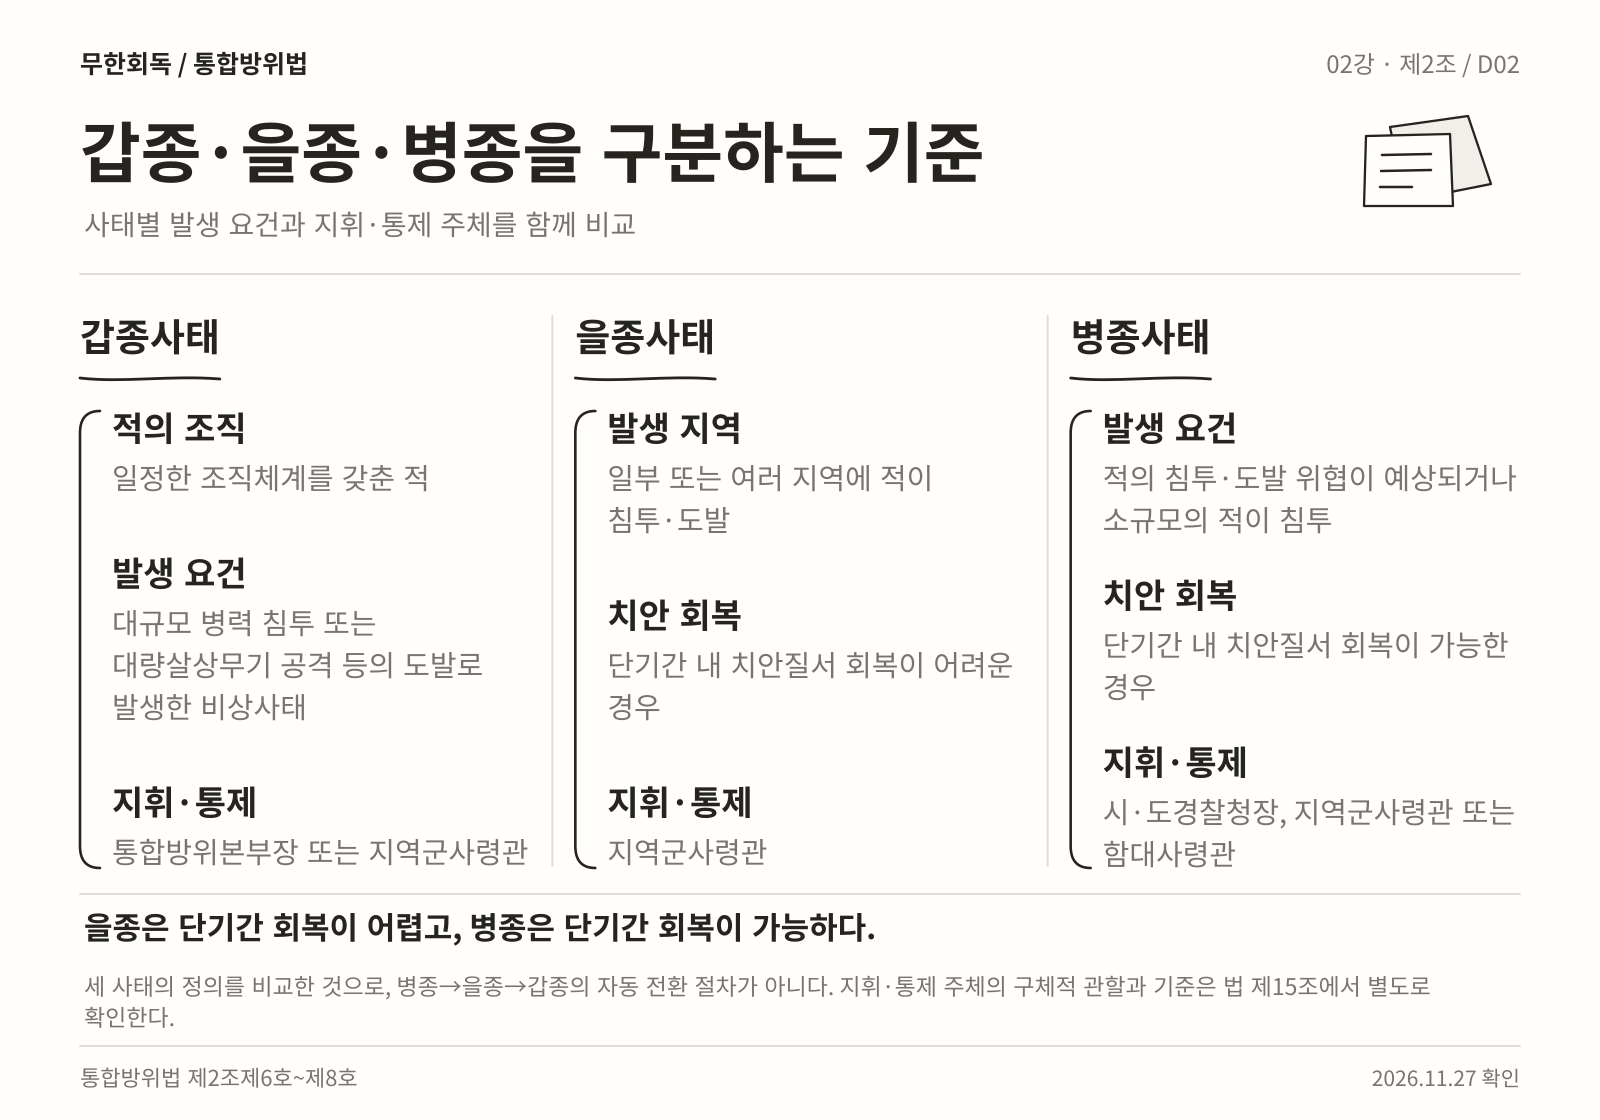 무한회독 / 통합방위법
02강 · 제2조 / D02
갑종·을종·병종을 구분하는 기준
사태별 발생 요건과 지휘·통제 주체를 함께 비교
갑종사태
적의 조직
일정한 조직체계를 갖춘 적
발생 요건
대규모 병력 침투 또는
대량살상무기 공격 등의 도발로
발생한 비상사태
지휘·통제
통합방위본부장 또는 지역군사령관
을종사태
발생 지역
일부 또는 여러 지역에 적이
침투·도발
치안 회복
단기간 내 치안질서 회복이 어려운
경우
지휘·통제
지역군사령관
병종사태
발생 요건
적의 침투·도발 위협이 예상되거나
소규모의 적이 침투
치안 회복
단기간 내 치안질서 회복이 가능한
경우
지휘·통제
시·도경찰청장, 지역군사령관 또는
함대사령관
을종은 단기간 회복이 어렵고, 병종은 단기간 회복이 가능하다.
세 사태의 정의를 비교한 것으로, 병종→을종→갑종의 자동 전환 절차가 아니다. 지휘·통제 주체의 구체적 관할과 기준은 법 제15조에서 별도로
확인한다.
통합방위법 제2조제6호~제8호
2026.11.27 확인